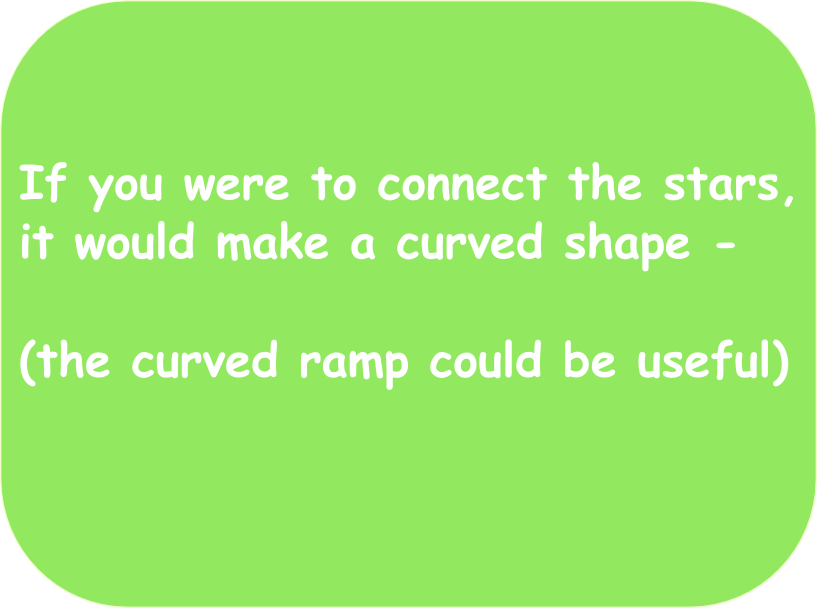 If you were to connect the stars,
it would make a curved shape -
(the curved ramp could be useful)